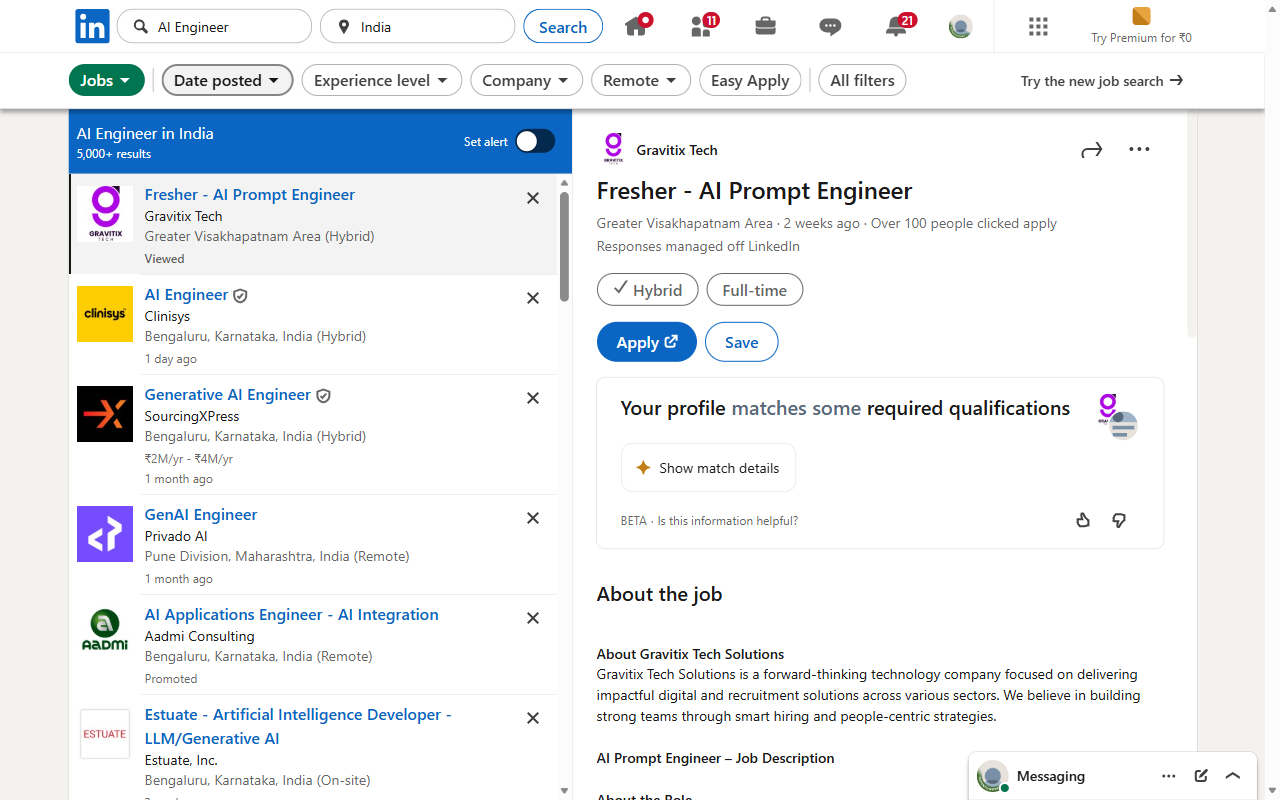 in
AI Engineer
India
Search
11
21
Try Premium for ₹0
Jobs
Date posted
Experience level
Company
Remote
Easy Apply
All filters
Try the new job search
AI Engineer in India
5,000+ results
Set alert
GRAVITIX
TECH
Fresher - AI Prompt Engineer
Gravitix Tech
Greater Visakhapatnam Area (Hybrid)
Viewed
clinisys
AI Engineer
Clinisys
Bengaluru, Karnataka, India (Hybrid)
1 day ago
Generative AI Engineer
SourcingXPress
Bengaluru, Karnataka, India (Hybrid)
₹2M/yr - ₹4M/yr
1 month ago
GenAI Engineer
Privado AI
Pune Division, Maharashtra, India (Remote)
1 month ago
AADMI
AI Applications Engineer - AI Integration
Aadmi Consulting
Bengaluru, Karnataka, India (Remote)
Promoted
ESTUATE
Estuate - Artificial Intelligence Developer -
LLM/Generative AI
Estuate, Inc.
Bengaluru, Karnataka, India (On-site)
Gravitix Tech
Fresher - AI Prompt Engineer
Greater Visakhapatnam Area · 2 weeks ago · Over 100 people clicked apply
Responses managed off LinkedIn
Hybrid
Full-time
Apply
Save
Your profile matches some required qualifications
Show match details
BETA · Is this information helpful?
About the job
About Gravitix Tech Solutions
Gravitix Tech Solutions is a forward-thinking technology company focused on delivering
impactful digital and recruitment solutions across various sectors. We believe in building
strong teams through smart hiring and people-centric strategies.
AI Prompt Engineer – Job Description
About the Role
Messaging